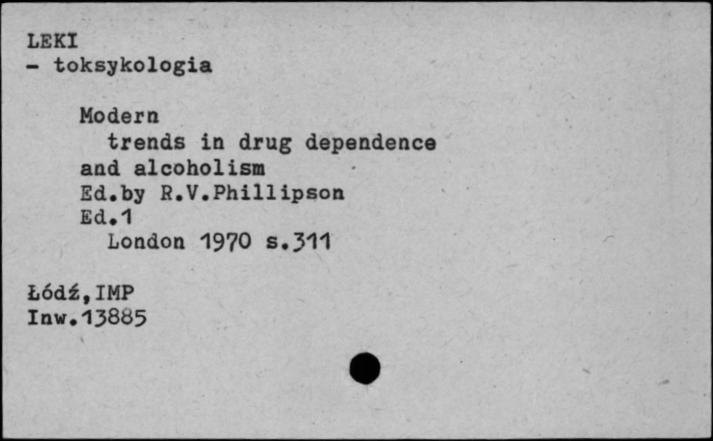 LEKI
- toksykologia
Modern
trends in drug dependence
and alcoholism
Ed.by R.V.Phillipson
Ed.1
London 1970 s.311
Łódź,IMP
Inw.13885